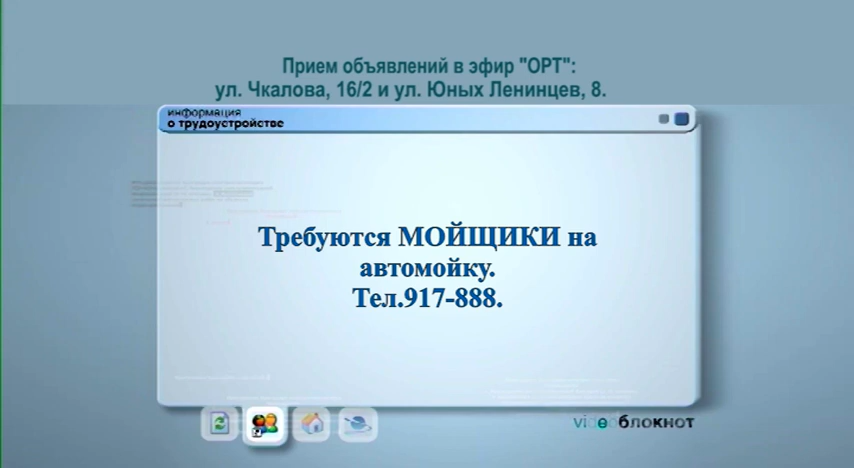 Прием объявлений в эфир "ОРТ":
ул. Чкалова, 16/2 и ул. Юных Ленинцев, 8.
информация
о трудоустройстве
Требуются МОЙЩИКИ на
автомойку.
Тел.917-888.
videoблокнот